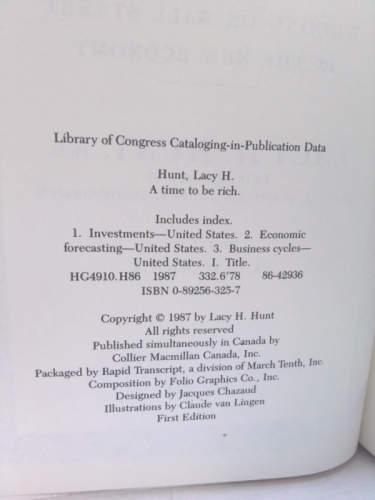 Library of Congress Cataloging-in-Publication Data
Hunt, Lacy H.
A time to be rich.
Includes index.
1. Investments—United States. 2. Economic
forecasting—United States. 3. Business cycles—
United States. I. Title.
HG4910.H86 1987 332.6'78 86-42936
ISBN 0-89256-325-7
Copyright © 1987 by Lacy H. Hunt
All rights reserved
Published simultaneously in Canada by
Collier Macmillan Canada, Inc.
Packaged by Rapid Transcript, a division of March Tenth, Inc.
Composition by Folio Graphics Co., Inc.
Designed by Jacques Chazaud
Illustrations by Claude van Lingen
First Edition